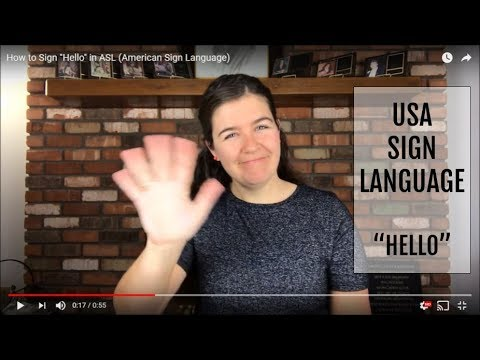 How to Sign "Hello" in ASL (American Sign Language)
USA
SIGN
LANGUAGE
“HELLO”
0:17 / 0:55